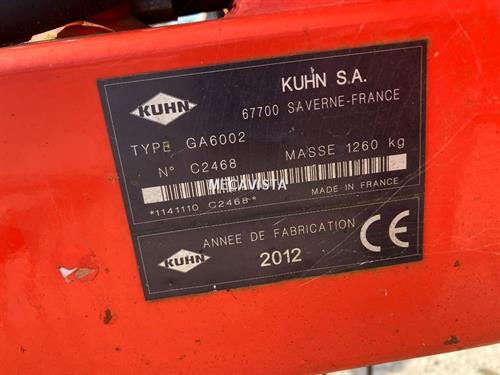 KUHN
KUHN S.A.
67700 SAVERNE-FRANCE
TYPE GA6002
N° C2468 MASSE 1260 kg
MECAVISTA
MADE IN FRANCE
*1141110 C2468*
KUHN
ANNEE DE FABRICATION
2012
CE